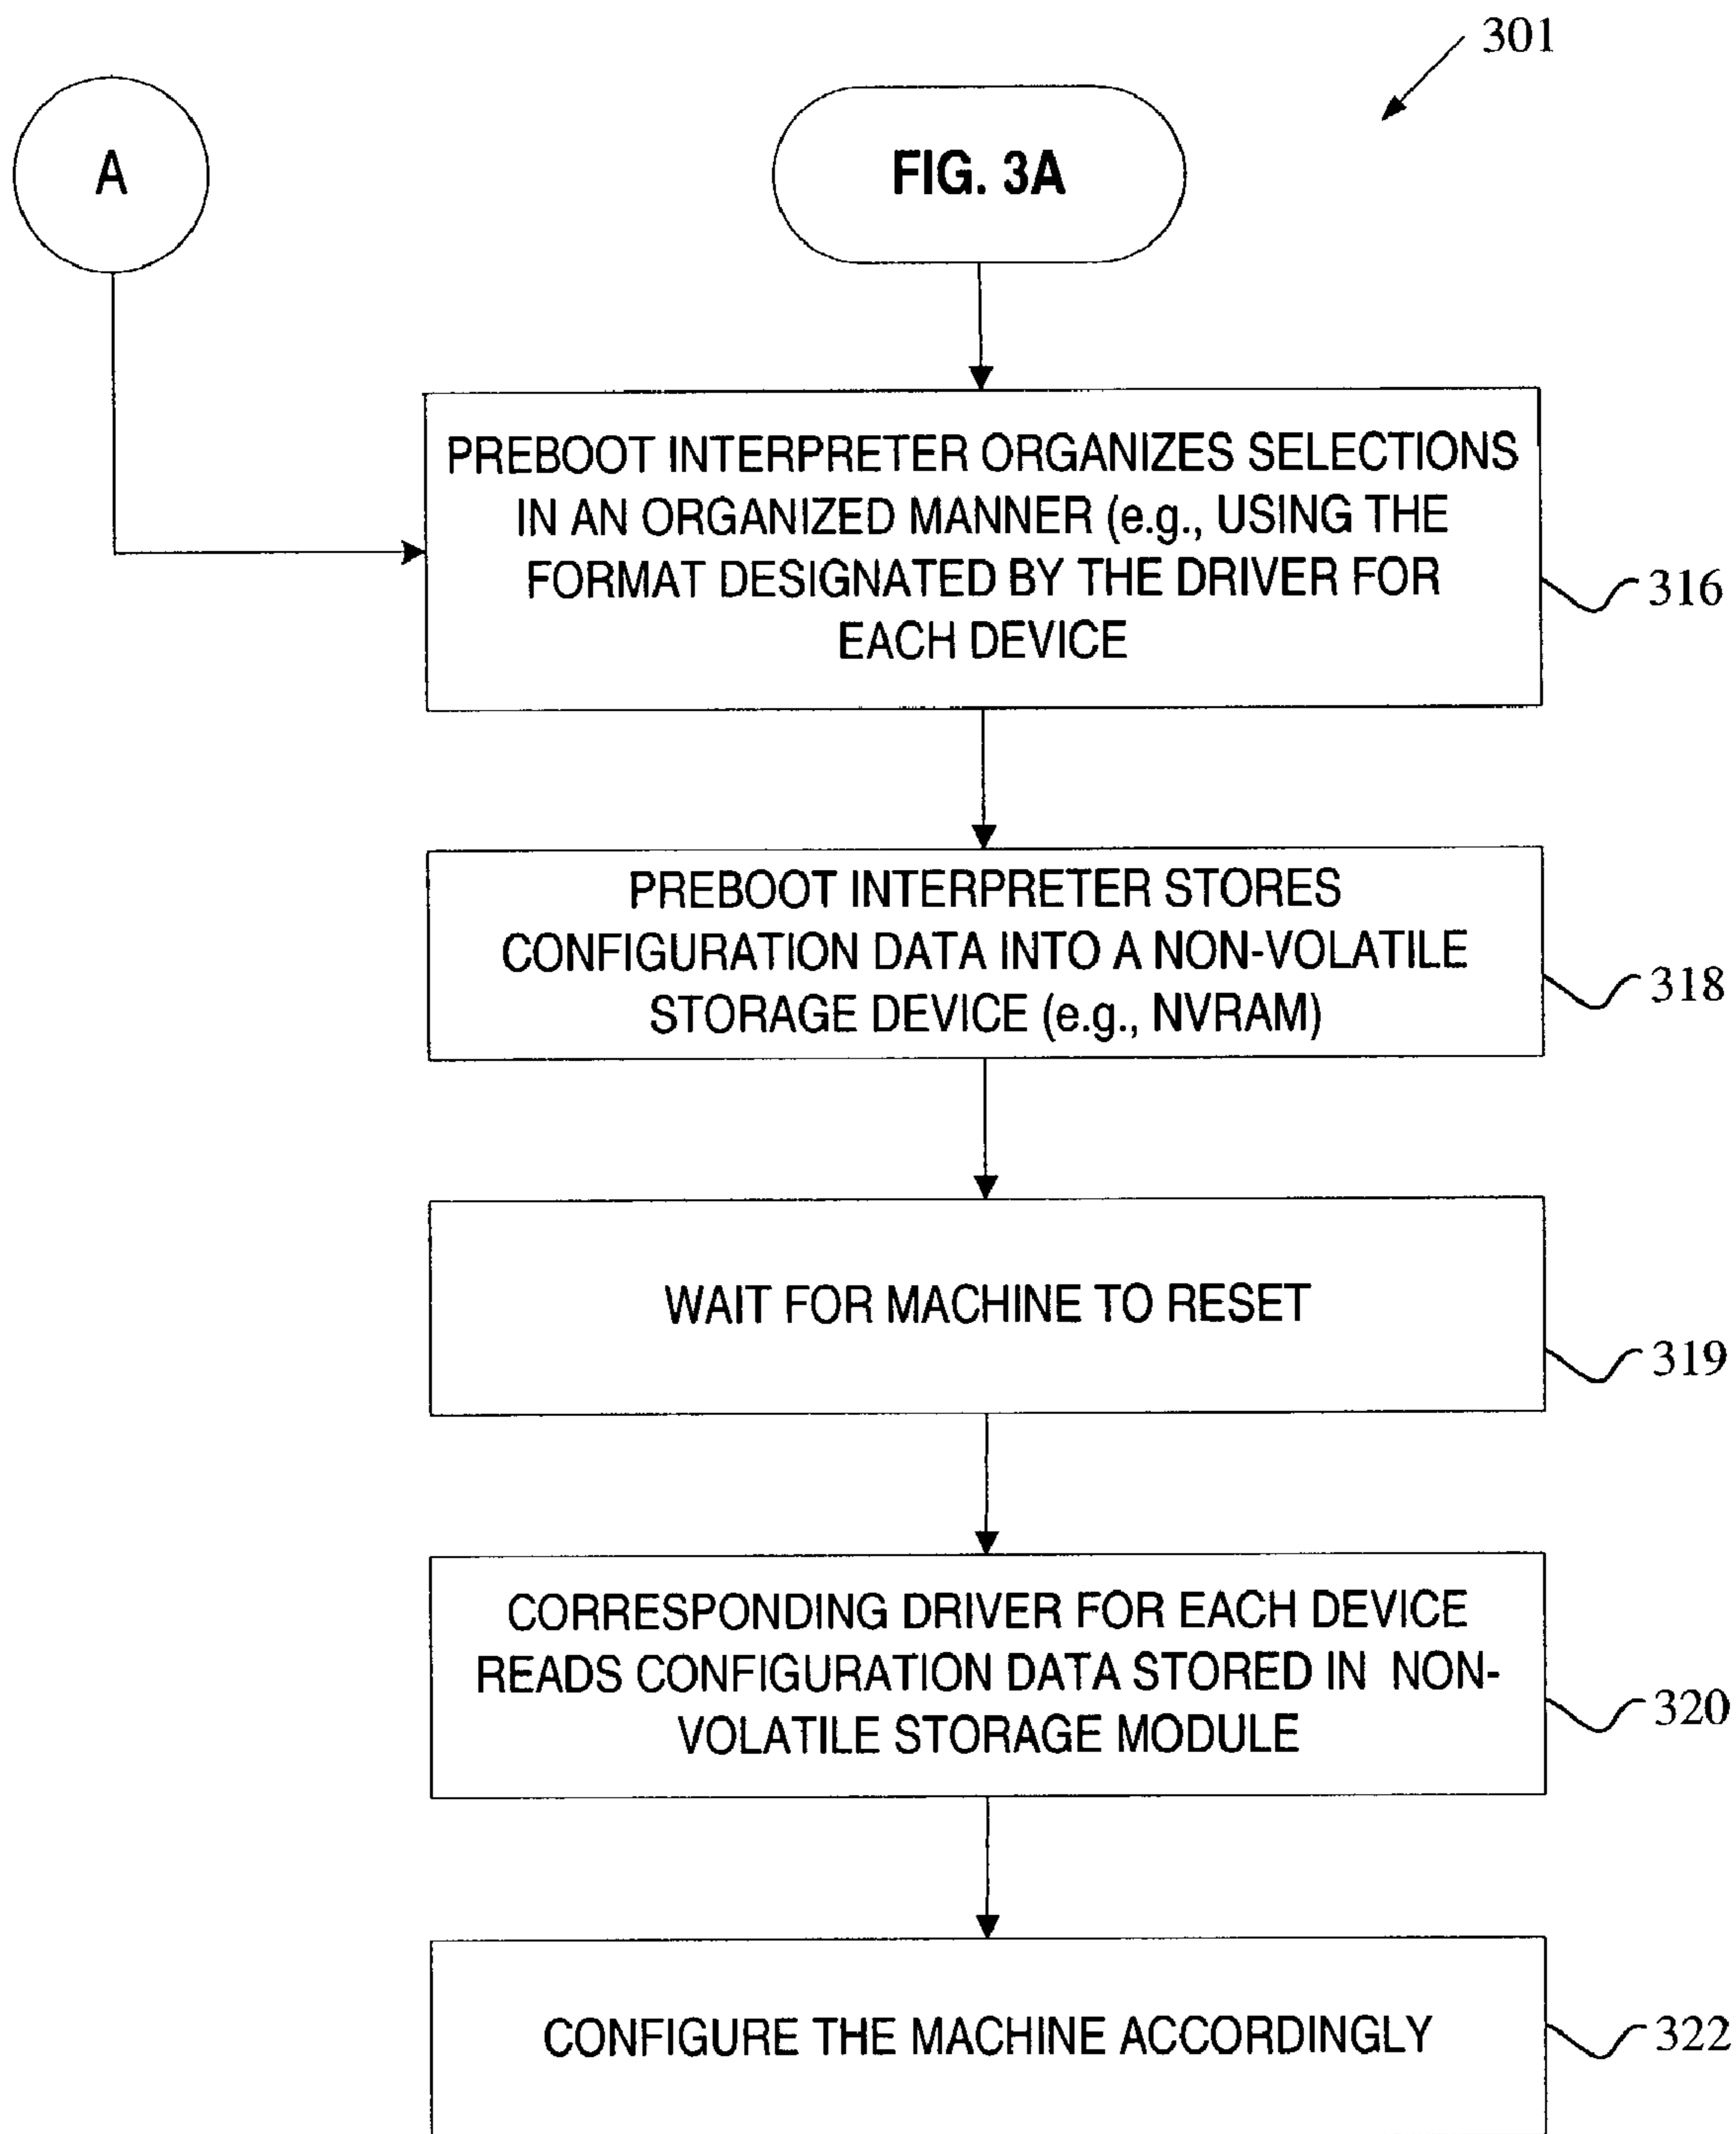 301
A
FIG. 3A
PREBOOT INTERPRETER ORGANIZES SELECTIONS
IN AN ORGANIZED MANNER (e.g., USING THE
FORMAT DESIGNATED BY THE DRIVER FOR
EACH DEVICE
316
PREBOOT INTERPRETER STORES
CONFIGURATION DATA INTO A NON-VOLATILE
STORAGE DEVICE (e.g., NVRAM)
318
WAIT FOR MACHINE TO RESET
319
CORRESPONDING DRIVER FOR EACH DEVICE
READS CONFIGURATION DATA STORED IN NON-
VOLATILE STORAGE MODULE
320
CONFIGURE THE MACHINE ACCORDINGLY
322